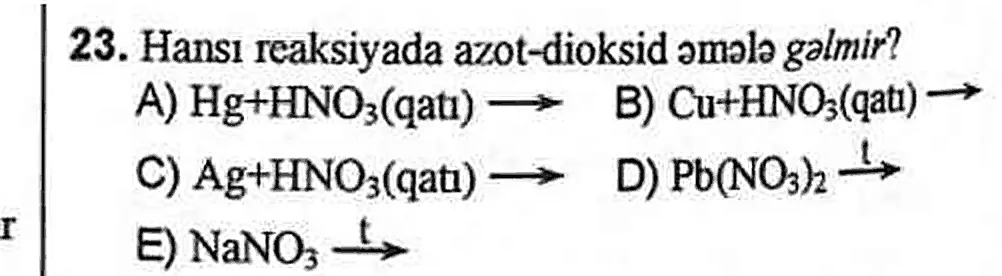 23. Hansı reaksiyada azot-dioksid əmələ gəlmir?
A) Hg+HNO₃(qatı) ⟶ B) Cu+HNO₃(qatı) ⟶
C) Ag+HNO₃(qatı) ⟶ D) Pb(NO₃)₂ —t→
r E) NaNO₃ —t→